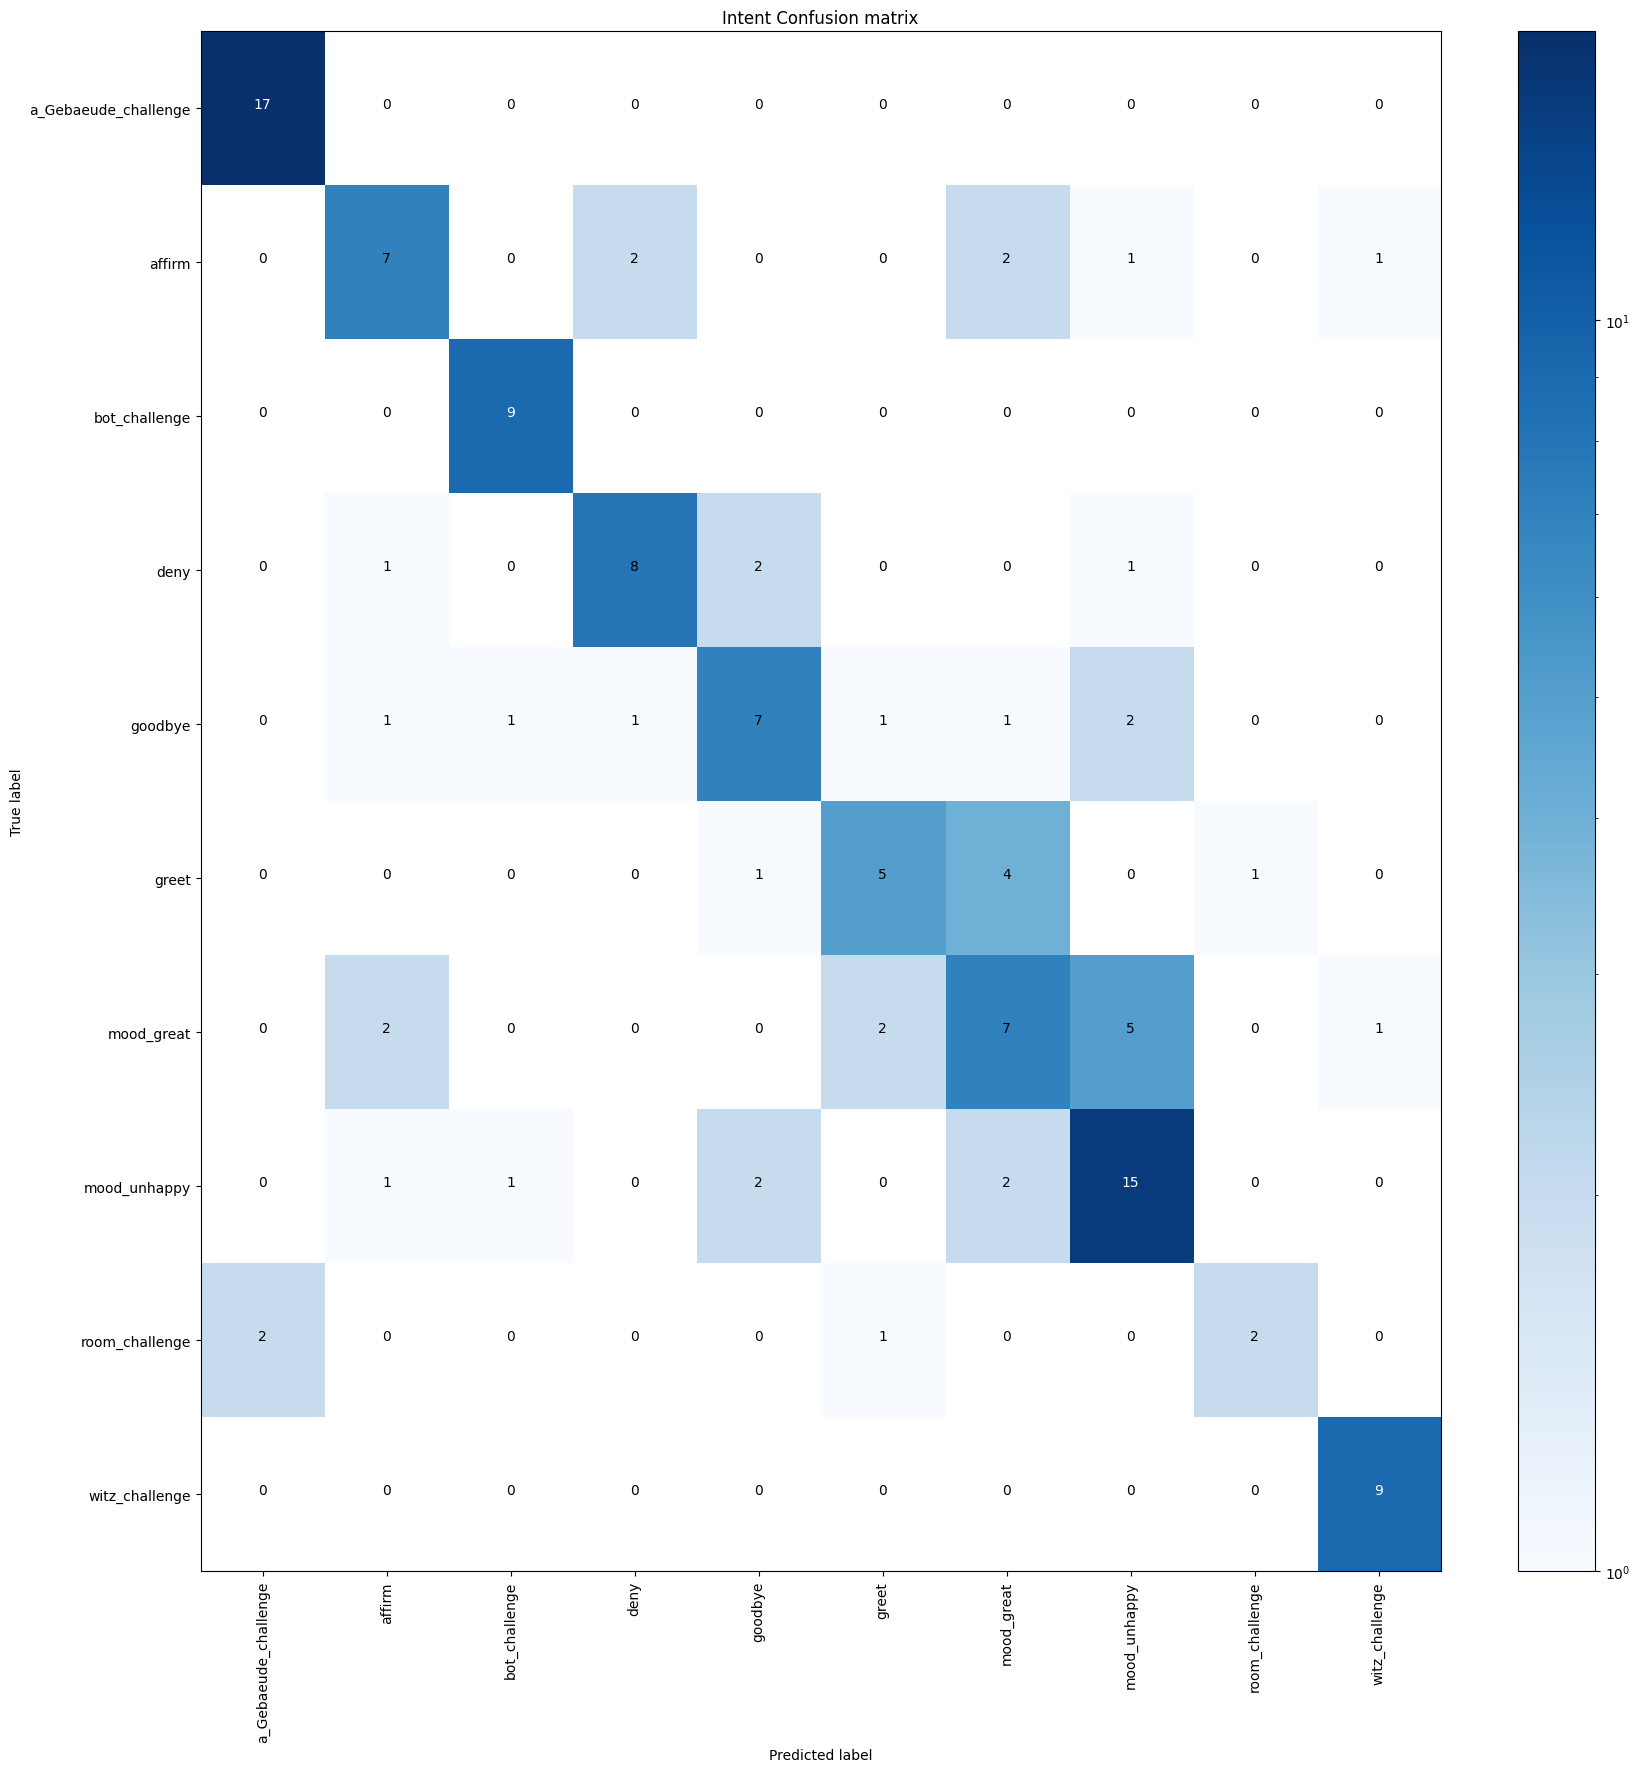 Intent Confusion matrix
a_Gebaeude_challenge 17 0 0 0 0 0 0 0 0 0
affirm 0 7 0 2 0 0 2 1 0 1
10^1
bot_challenge 0 0 9 0 0 0 0 0 0 0
deny 0 1 0 8 2 0 0 1 0 0
goodbye 0 1 1 1 7 1 1 2 0 0
True label
greet 0 0 0 0 1 5 4 0 1 0
mood_great 0 2 0 0 0 2 7 5 0 1
mood_unhappy 0 1 1 0 2 0 2 15 0 0
room_challenge 2 0 0 0 0 1 0 0 2 0
witz_challenge 0 0 0 0 0 0 0 0 0 9
10^0
a_Gebaeude_challenge
affirm
bot_challenge
deny
goodbye
greet
mood_great
mood_unhappy
room_challenge
witz_challenge
Predicted label